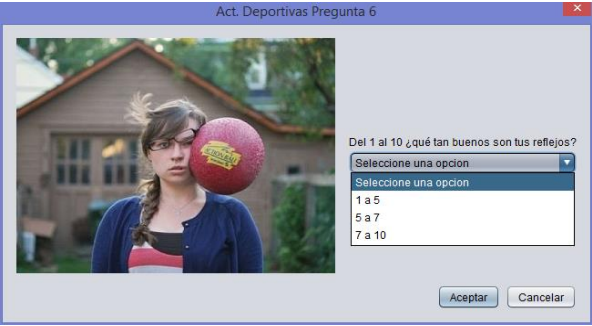 Act. Deportivas Pregunta 6
Del 1 al 10 ¿qué tan buenos son tus reflejos?
Seleccione una opcion
Seleccione una opcion
1 a 5
5 a 7
7 a 10
Aceptar
Cancelar